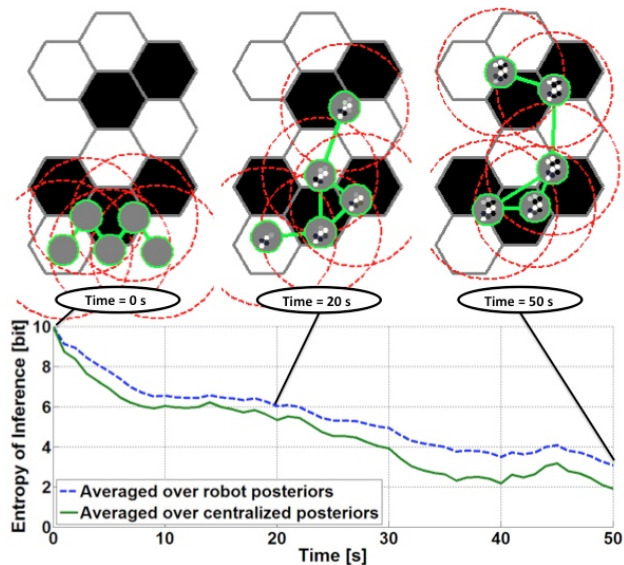 Time = 0 s
Time = 20 s
Time = 50 s
Entropy of Inference [bit]
10
8
6
4
2
0
Averaged over robot posteriors
Averaged over centralized posteriors
0
10
20
30
40
50
Time [s]